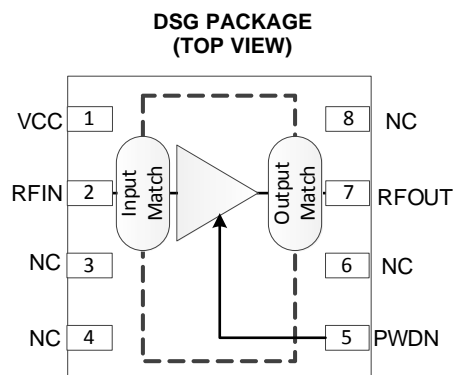 DSG PACKAGE
(TOP VIEW)
VCC 1
8 NC
RFIN 2
Input
Match
Output
Match
7 RFOUT
NC 3
6 NC
NC 4
5 PWDN